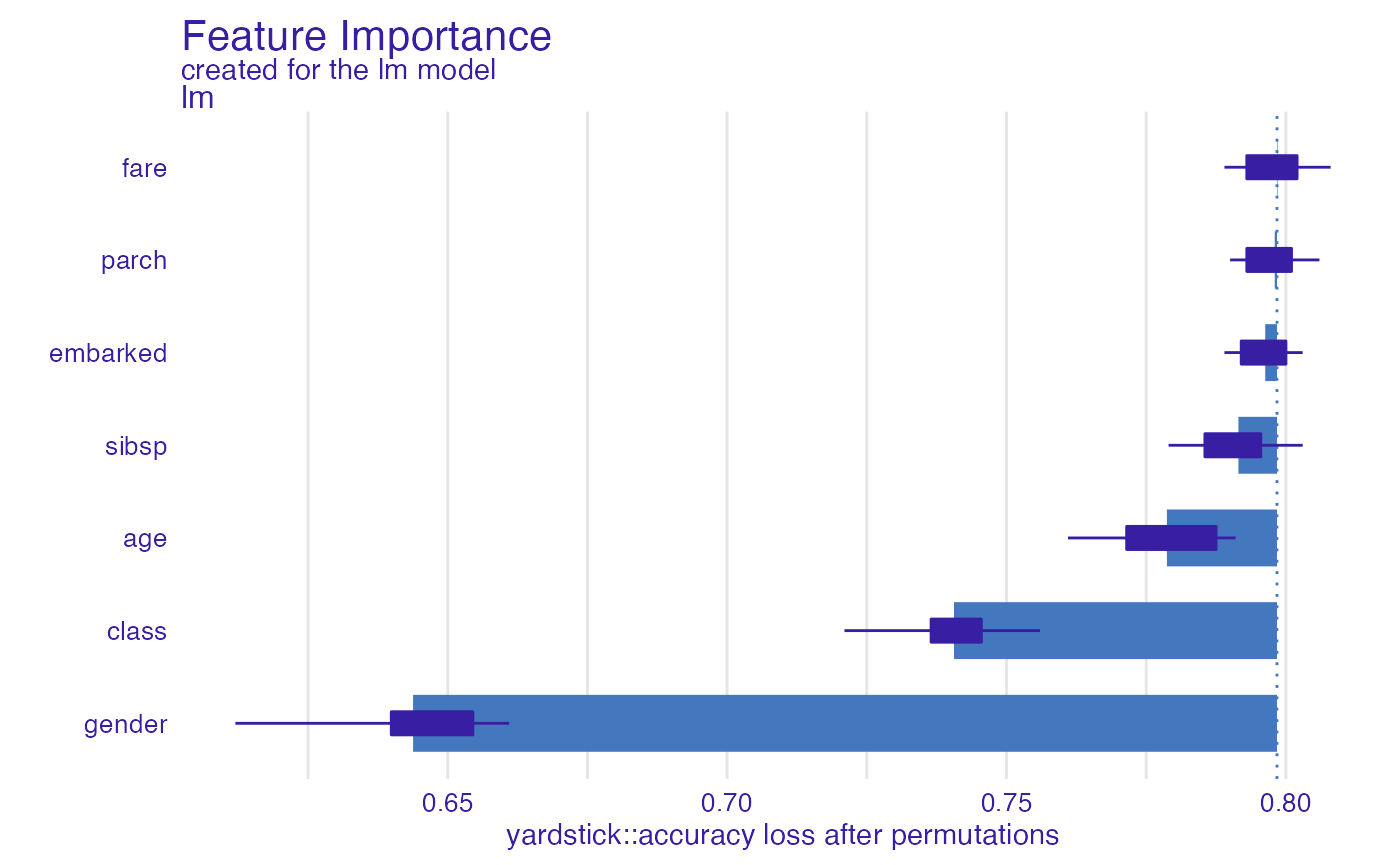 Feature Importance
created for the lm model
lm
fare
parch
embarked
sibsp
age
class
gender
0.65 0.70 0.75 0.80
yardstick::accuracy loss after permutations